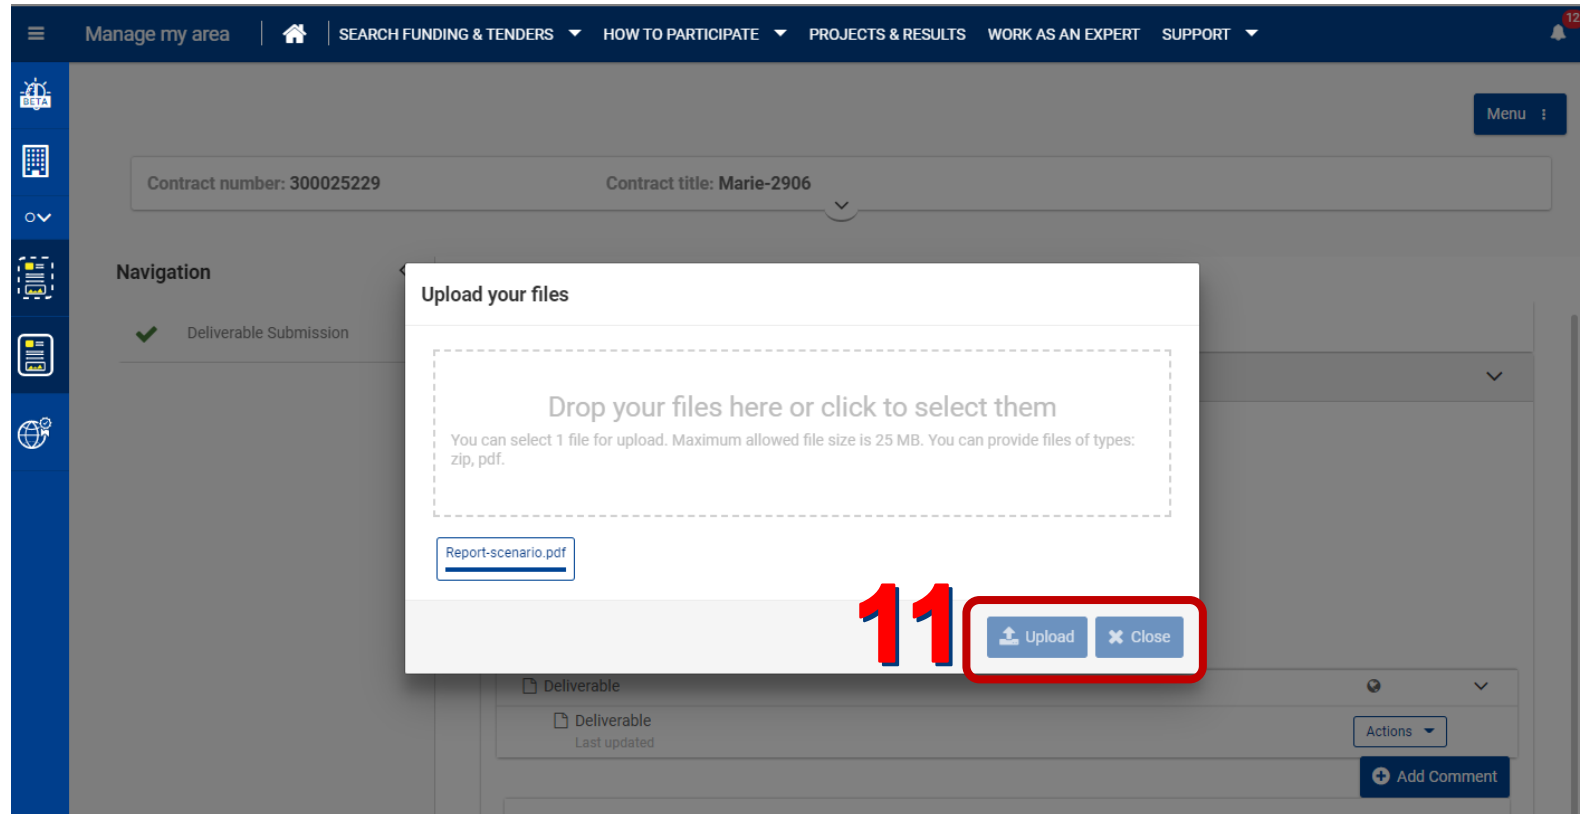 Manage my area
SEARCH FUNDING & TENDERS
HOW TO PARTICIPATE
PROJECTS & RESULTS
WORK AS AN EXPERT
SUPPORT
12
BETA
Menu
Contract number: 300025229
Contract title: Marie-2906
Navigation
Deliverable Submission
Upload your files
Drop your files here or click to select them
You can select 1 file for upload. Maximum allowed file size is 25 MB. You can provide files of types:
zip, pdf.
Report-scenario.pdf
11
Upload
Close
Deliverable
Deliverable
Last updated
Actions
Add Comment